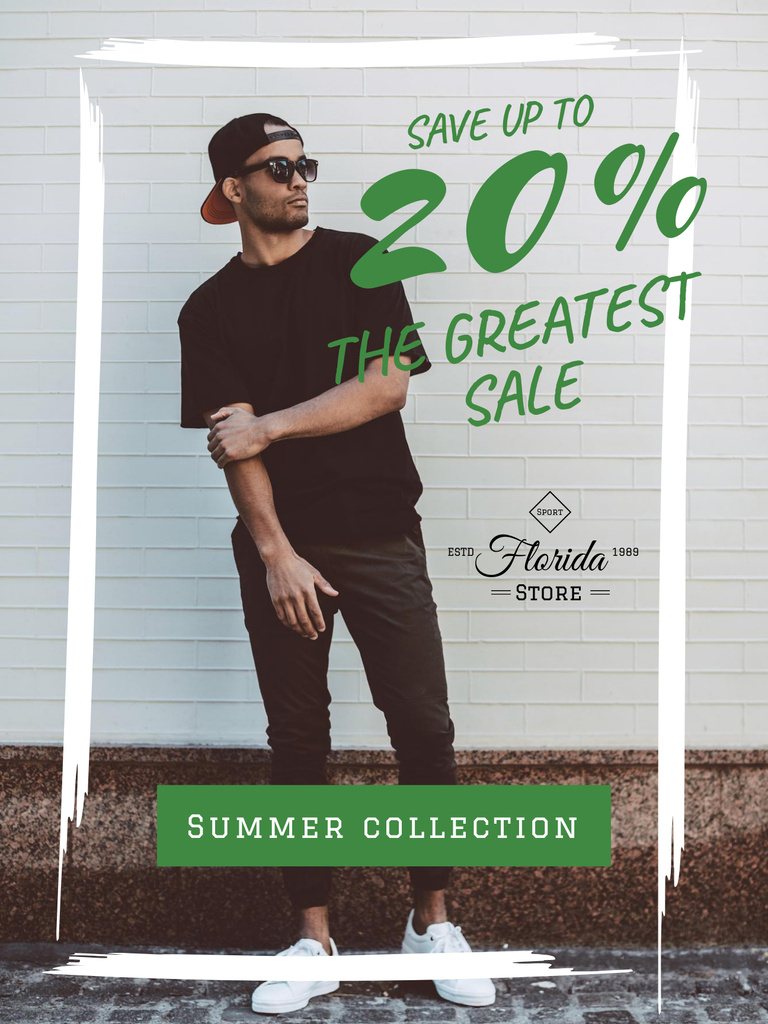 SAVE UP TO
20%
THE GREATEST
SALE
SPORT
ESTD Florida 1989
STORE
SUMMER COLLECTION